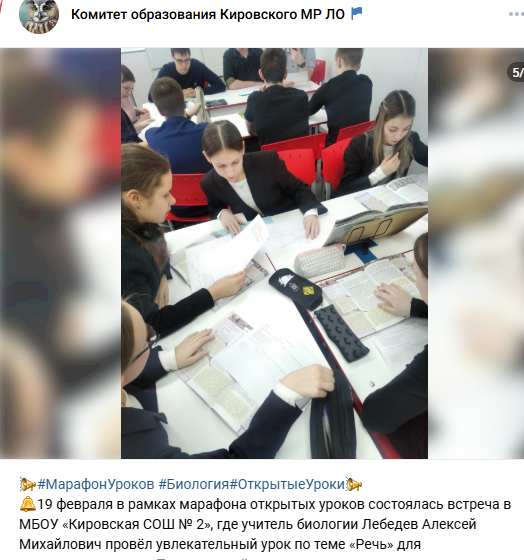 Комитет образования Кировского МР ЛО
5/
#МарафонУроков #Биология#ОткрытыеУроки
19 февраля в рамках марафона открытых уроков состоялась встреча в
МБОУ «Кировская СОШ № 2», где учитель биологии Лебедев Алексей
Михайлович провёл увлекательный урок по теме «Речь» для